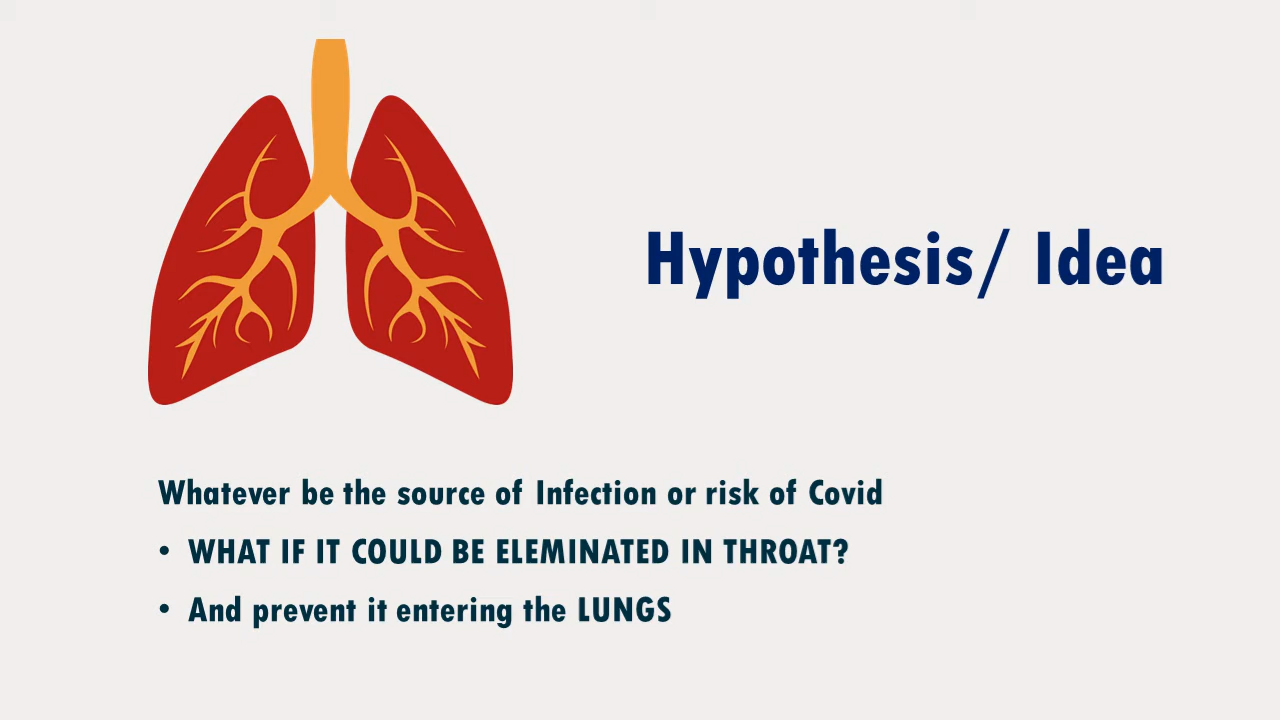 Hypothesis/ Idea
Whatever be the source of Infection or risk of Covid
• WHAT IF IT COULD BE ELEMINATED IN THROAT?
• And prevent it entering the LUNGS